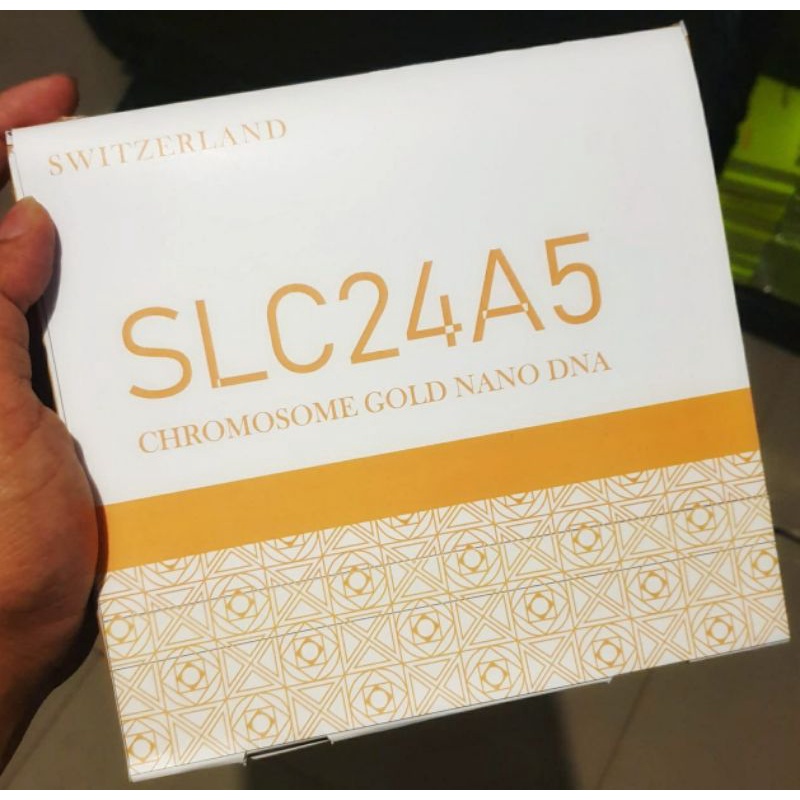 SWITZERLAND
SLC24A5
CHROMOSOME GOLD NANO DNA